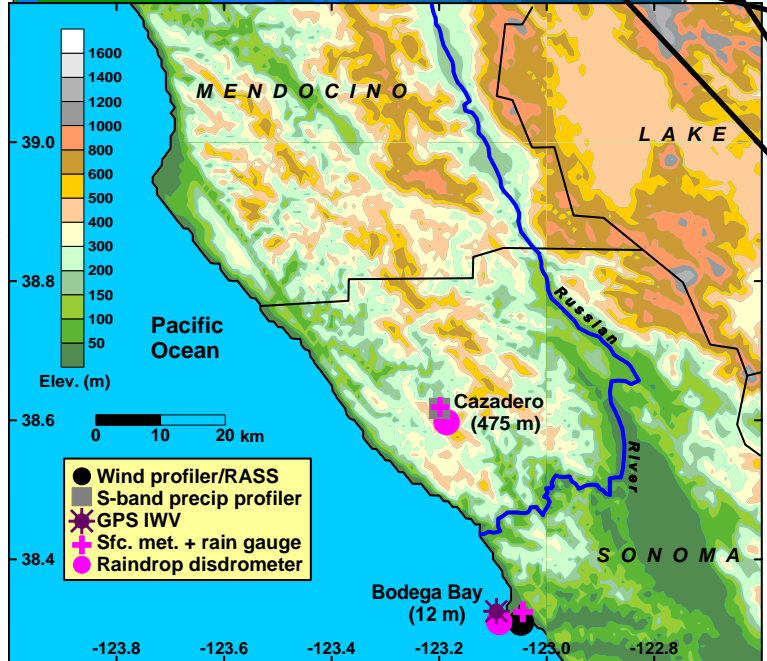 1600
1400
1200
1000
800
600
500
400
300
200
150
100
50
Elev. (m)
MENDOCINO
LAKE
39.0
38.8
38.6
38.4
Pacific
Ocean
Russian
River
Cazadero
(475 m)
0 10 20 km
Wind profiler/RASS
S-band precip profiler
GPS IWV
Sfc. met. + rain gauge
Raindrop disdrometer
SONOMA
Bodega Bay
(12 m)
-123.8 -123.6 -123.4 -123.2 -123.0 -122.8